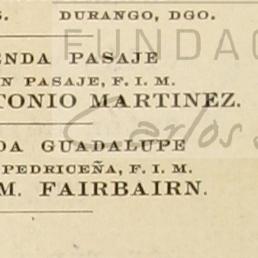 S. DURANGO, DGO.
FUNDAC
ENDA PASAJE
N PASAJE, F. I. M.
TONIO MARTINEZ.
Carlos S
DA GUADALUPE
PEDRICEÑA, F. I. M.
M. FAIRBAIRN.